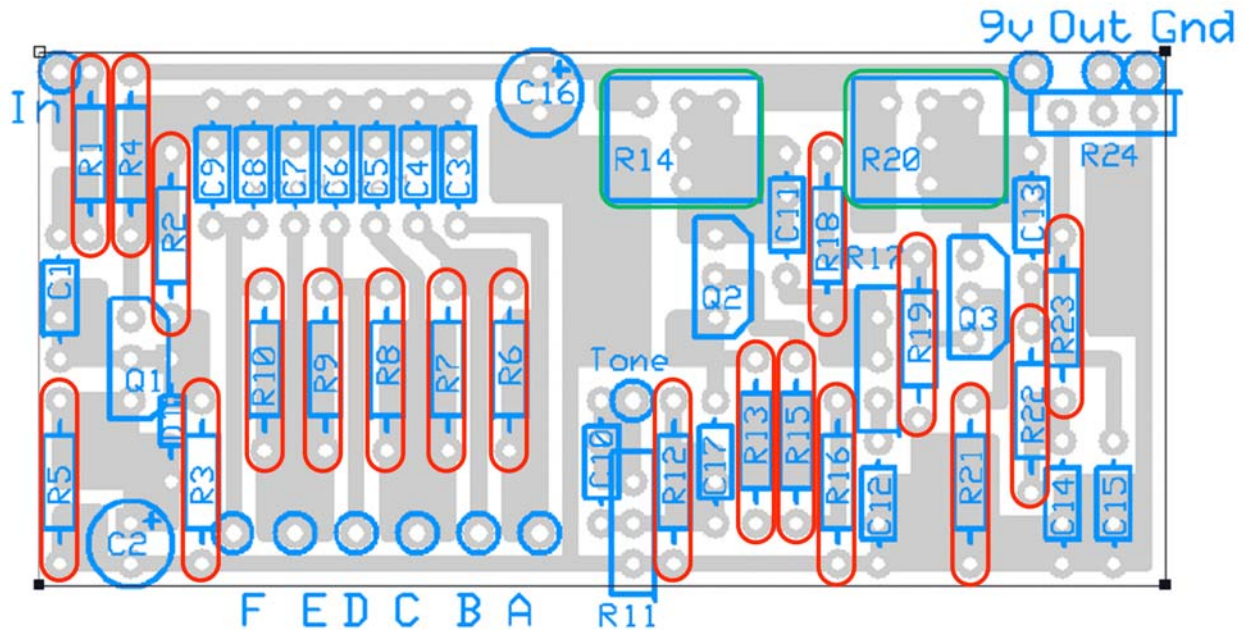 9v Out Gnd
In
C16
R1
R4
R2
C9
C8
C7
C6
C5
C4
C3
R14
R20
R24
C11
R18
R17
C13
C1
Q1
R10
R9
R8
R7
R6
Q2
R19
Q3
R23
Tone
R22
R5
R3
C2
C10
R12
C17
R13
R15
R16
C12
R21
C14
C15
F E D C B A
R11